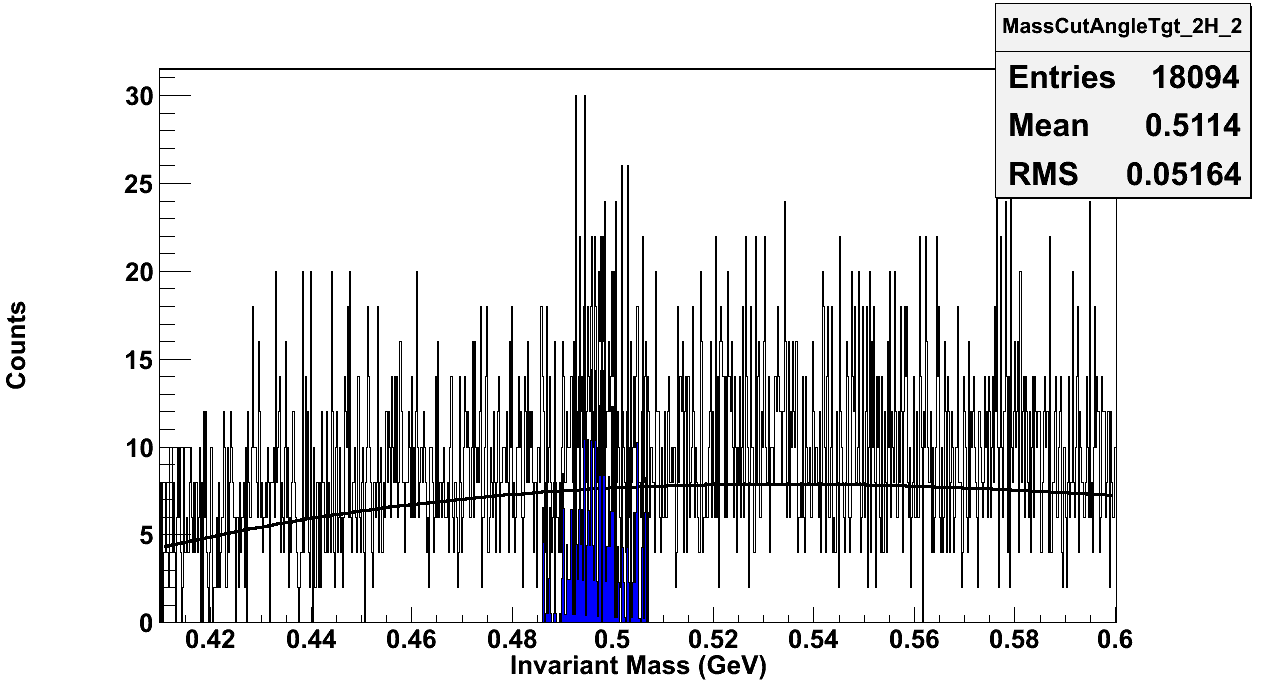 MassCutAngleTgt_2H_2
Entries 18094
Mean 0.5114
RMS 0.05164
Counts
30
25
20
15
10
5
0
0.42 0.44 0.46 0.48 0.5 0.52 0.54 0.56 0.58 0.6
Invariant Mass (GeV)